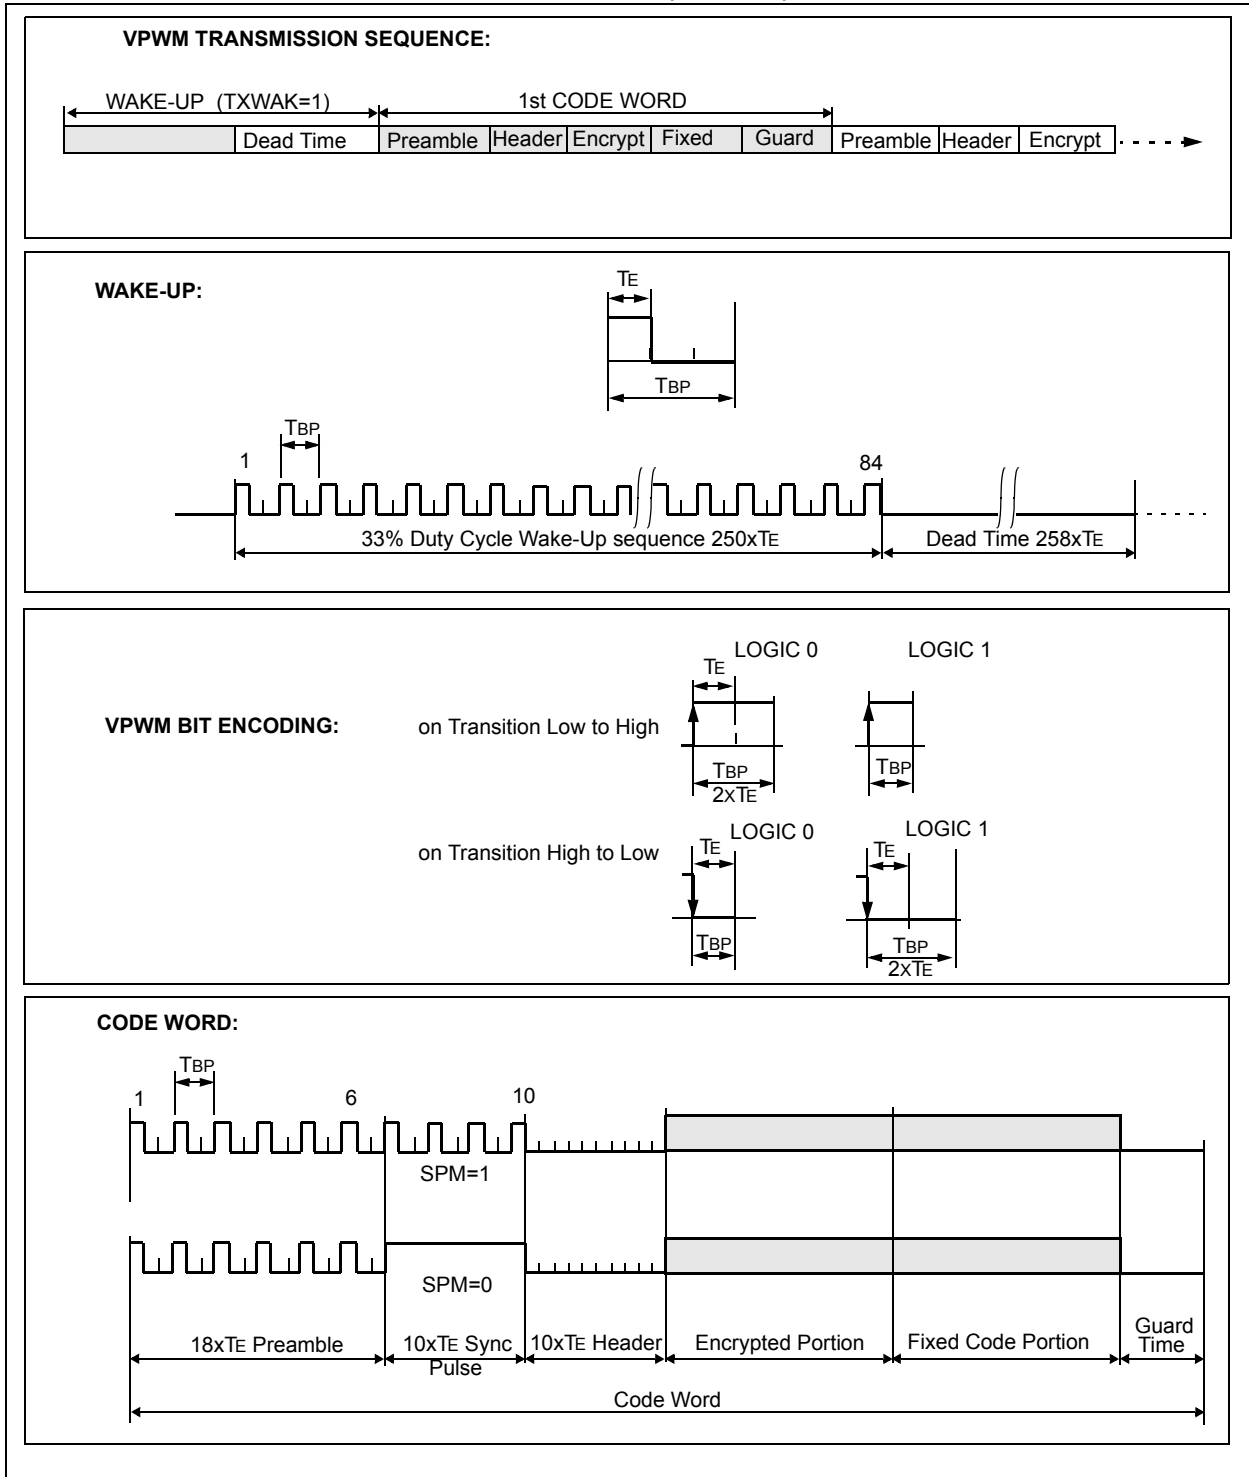 VPWM TRANSMISSION SEQUENCE:
WAKE-UP (TXWAK=1)
1st CODE WORD
Dead Time
Preamble
Header
Encrypt
Fixed
Guard
Preamble
Header
Encrypt
WAKE-UP:
TE
TBP
TBP
1
84
33% Duty Cycle Wake-Up sequence 250xTE
Dead Time 258xTE
LOGIC 0
LOGIC 1
TE
VPWM BIT ENCODING:
on Transition Low to High
TBP
2xTE
TBP
LOGIC 0
LOGIC 1
on Transition High to Low
TE
TE
TBP
TBP
2xTE
CODE WORD:
TBP
1
6
10
SPM=1
SPM=0
18xTE Preamble
10xTE Sync
Pulse
10xTE Header
Encrypted Portion
Fixed Code Portion
Guard
Time
Code Word